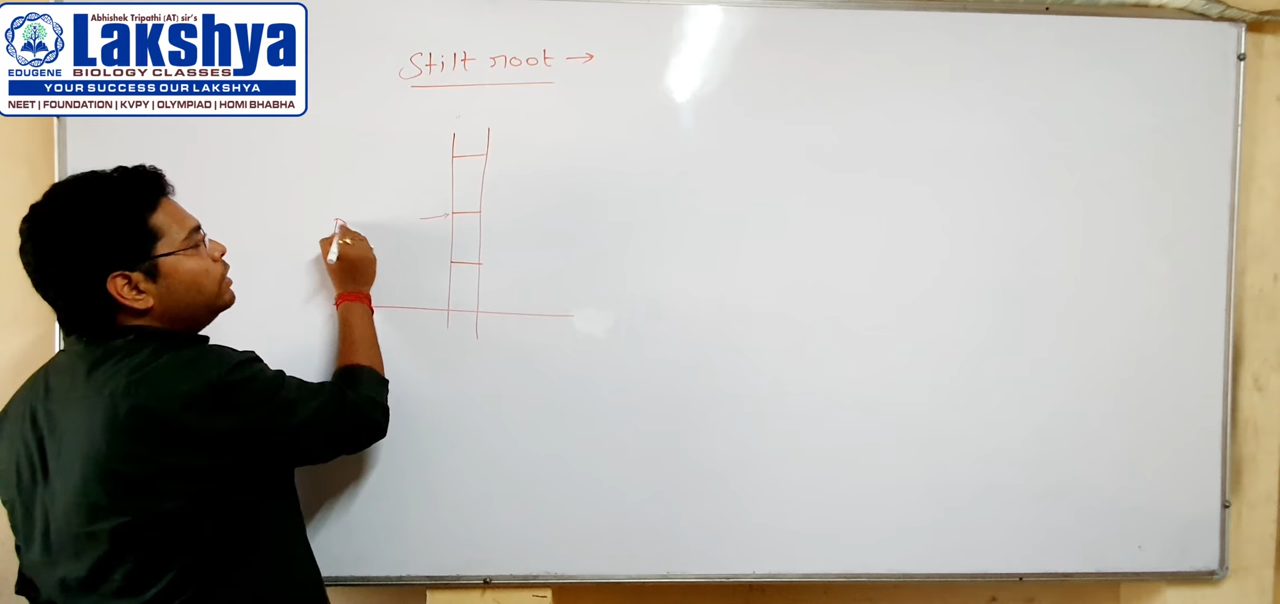 Abhishek Tripathi (AT) sir's
Lakshya
EDUGENE
BIOLOGY CLASSES
YOUR SUCCESS OUR LAKSHYA
NEET | FOUNDATION | KVPY | OLYMPIAD | HOMI BHABHA
Stilt root →